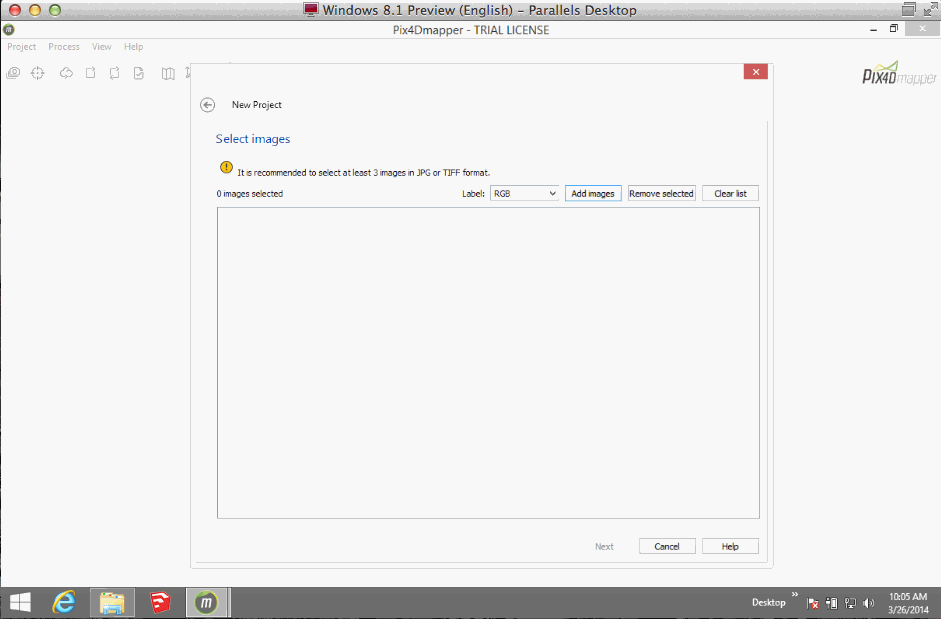 Windows 8.1 Preview (English) – Parallels Desktop
Pix4Dmapper - TRIAL LICENSE
Project Process View Help
PIX4Dmapper
New Project
Select images
It is recommended to select at least 3 images in JPG or TIFF format.
0 images selected Label: RGB Add images Remove selected Clear list
Next Cancel Help
m Desktop 10:05 AM
3/26/2014